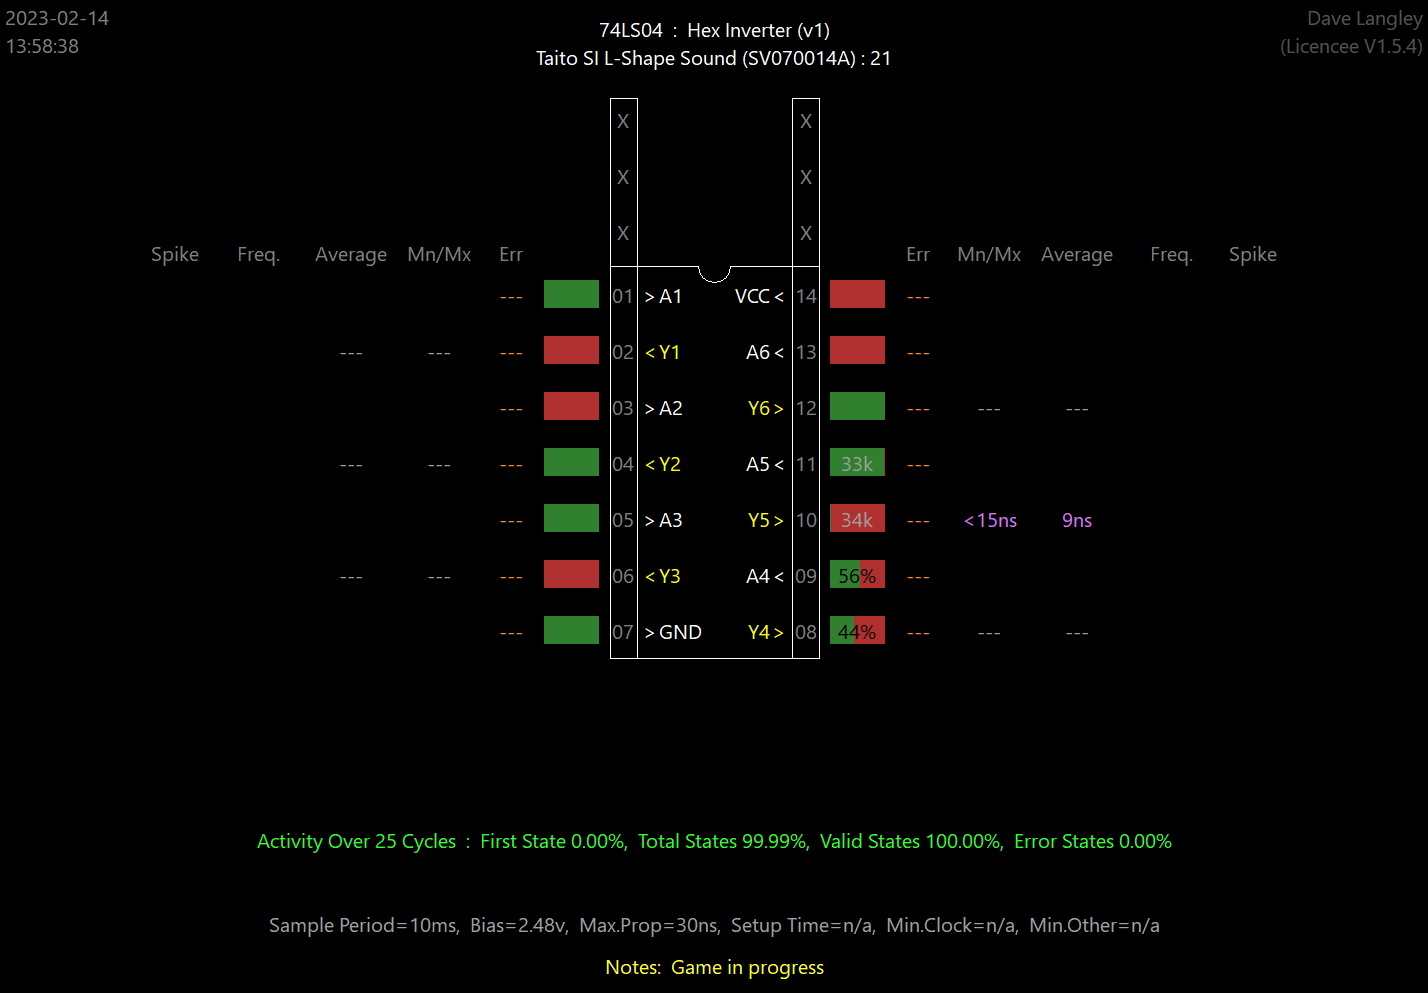 2023-02-14
13:58:38
74LS04 : Hex Inverter (v1)
Taito SI L-Shape Sound (SV070014A) : 21
Dave Langley
(Licencee V1.5.4)
X X
X X
X X
Spike Freq. Average Mn/Mx Err Err Mn/Mx Average Freq. Spike
--- 01 >A1 VCC< 14 ---
--- --- --- 02 <Y1 A6< 13 ---
--- 03 >A2 Y6> 12 --- --- ---
--- --- --- 04 <Y2 A5< 11 33k ---
--- 05 >A3 Y5> 10 34k --- <15ns 9ns
--- --- --- 06 <Y3 A4< 09 56% ---
--- 07 >GND Y4> 08 44% --- --- ---
Activity Over 25 Cycles : First State 0.00%, Total States 99.99%, Valid States 100.00%, Error States 0.00%
Sample Period=10ms, Bias=2.48v, Max.Prop=30ns, Setup Time=n/a, Min.Clock=n/a, Min.Other=n/a
Notes: Game in progress